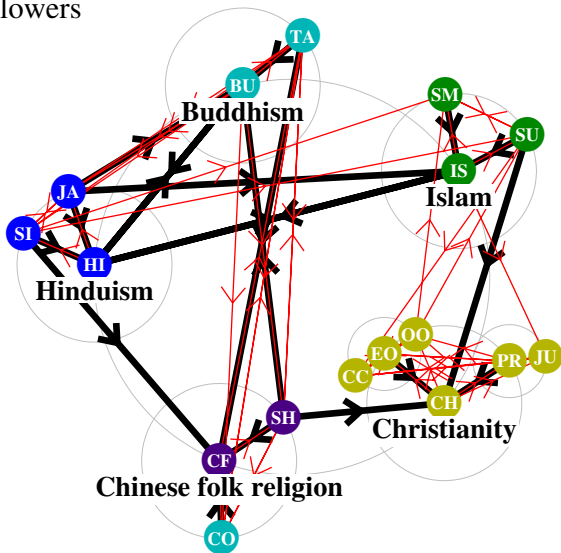 lowers
TA
BU
SM
Buddhism
SU
IS
JA
Islam
SI
HI
Hinduism
OO
EO
PR
JU
CC
CH
SH
Christianity
CF
Chinese folk religion
CO